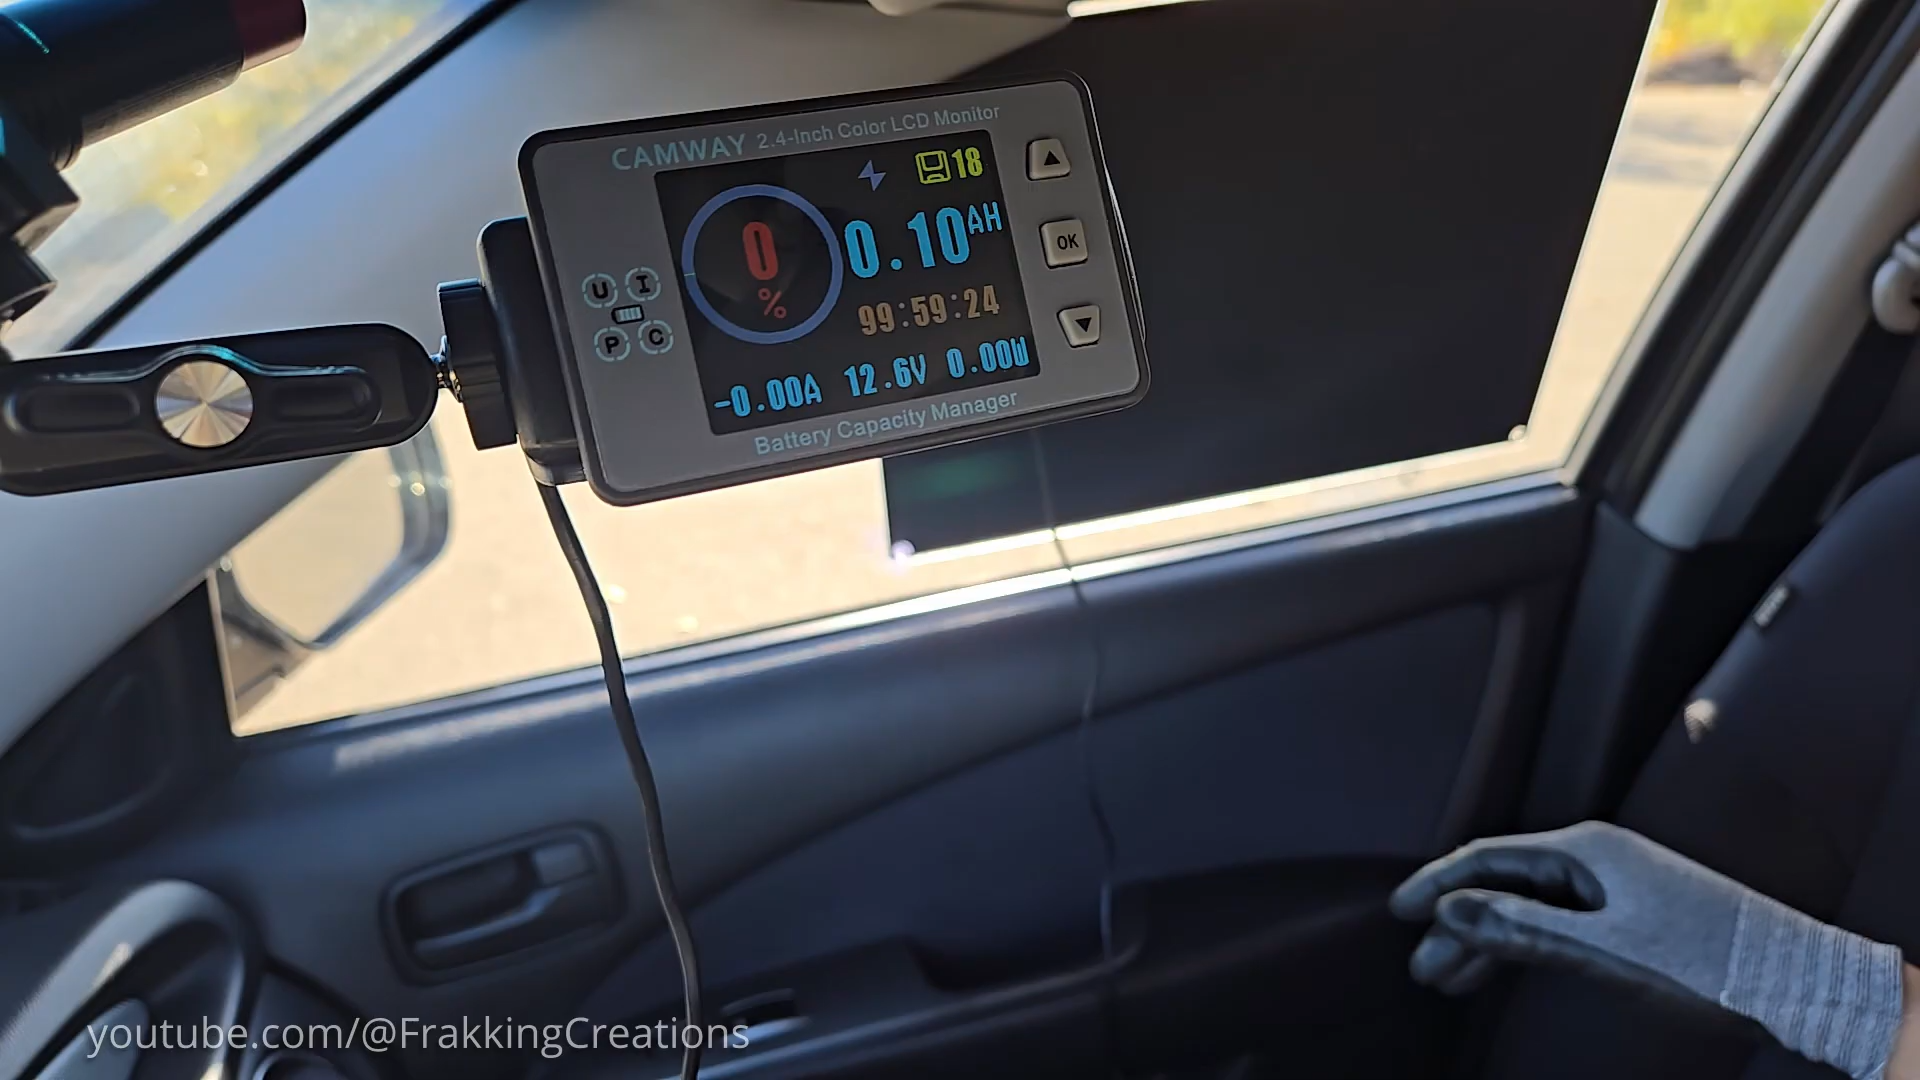 CAMWAY 2.4-Inch Color LCD Monitor
18
0
%
0.10AH
99:59:24
-0.00A 12.6V 0.00W
U I
P C
OK
Battery Capacity Manager
youtube.com/@FrakkingCreations